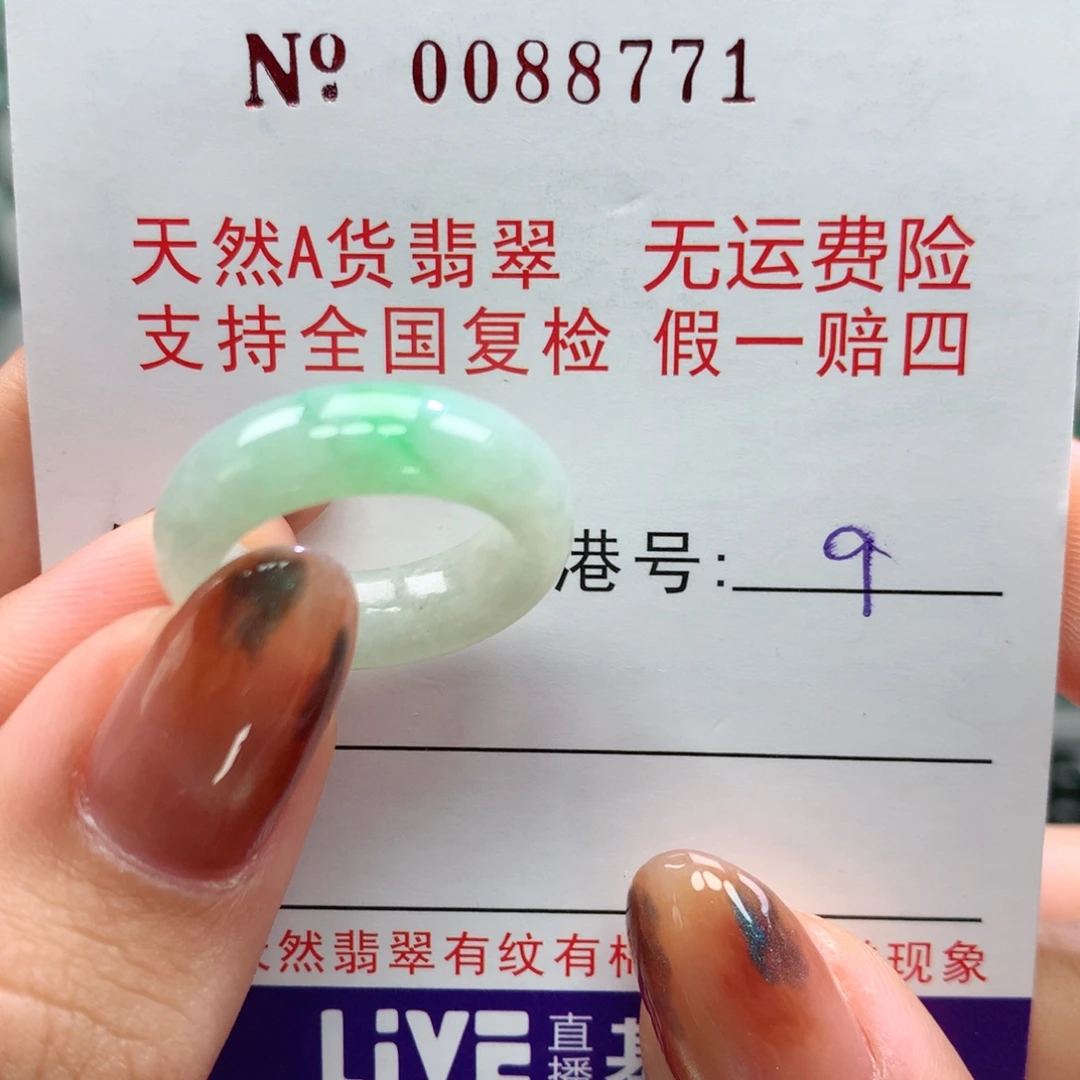 № 0088771
天然A货翡翠 无运费险
支持全国复检 假一赔四
港号: 9
然翡翠有纹有 现象
LiVE 直播